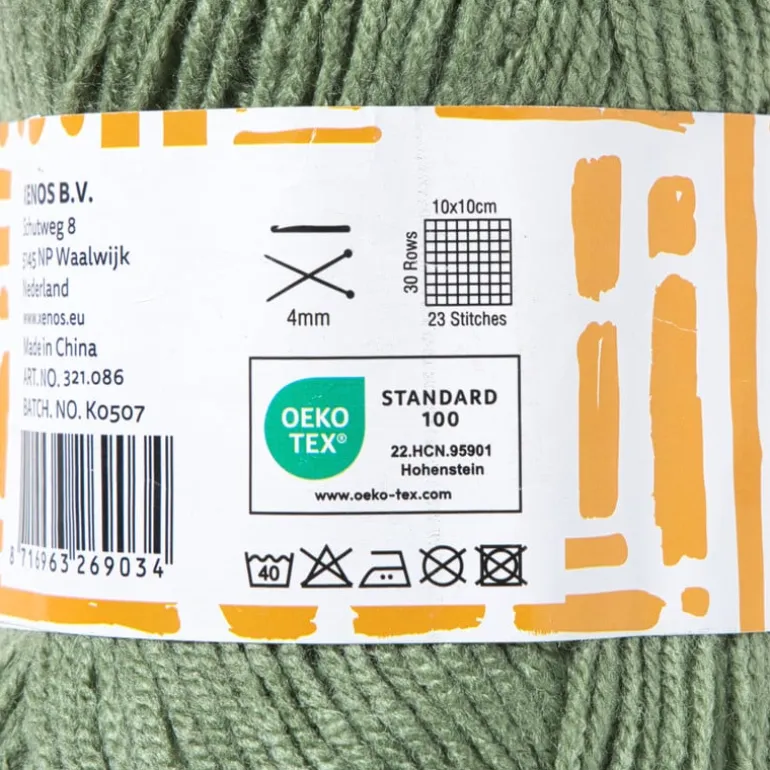 XENOS B.V.
Schutweg 8
5145 NP Waalwijk
Nederland
www.xenos.eu
Made in China
ART. NO. 321.086
BATCH. NO. K0507
8 716963 269034
4mm
10x10cm
30 Rows
23 Stitches
OEKO
TEX®
STANDARD
100
22.HCN.95901
Hohenstein
www.oeko-tex.com
40